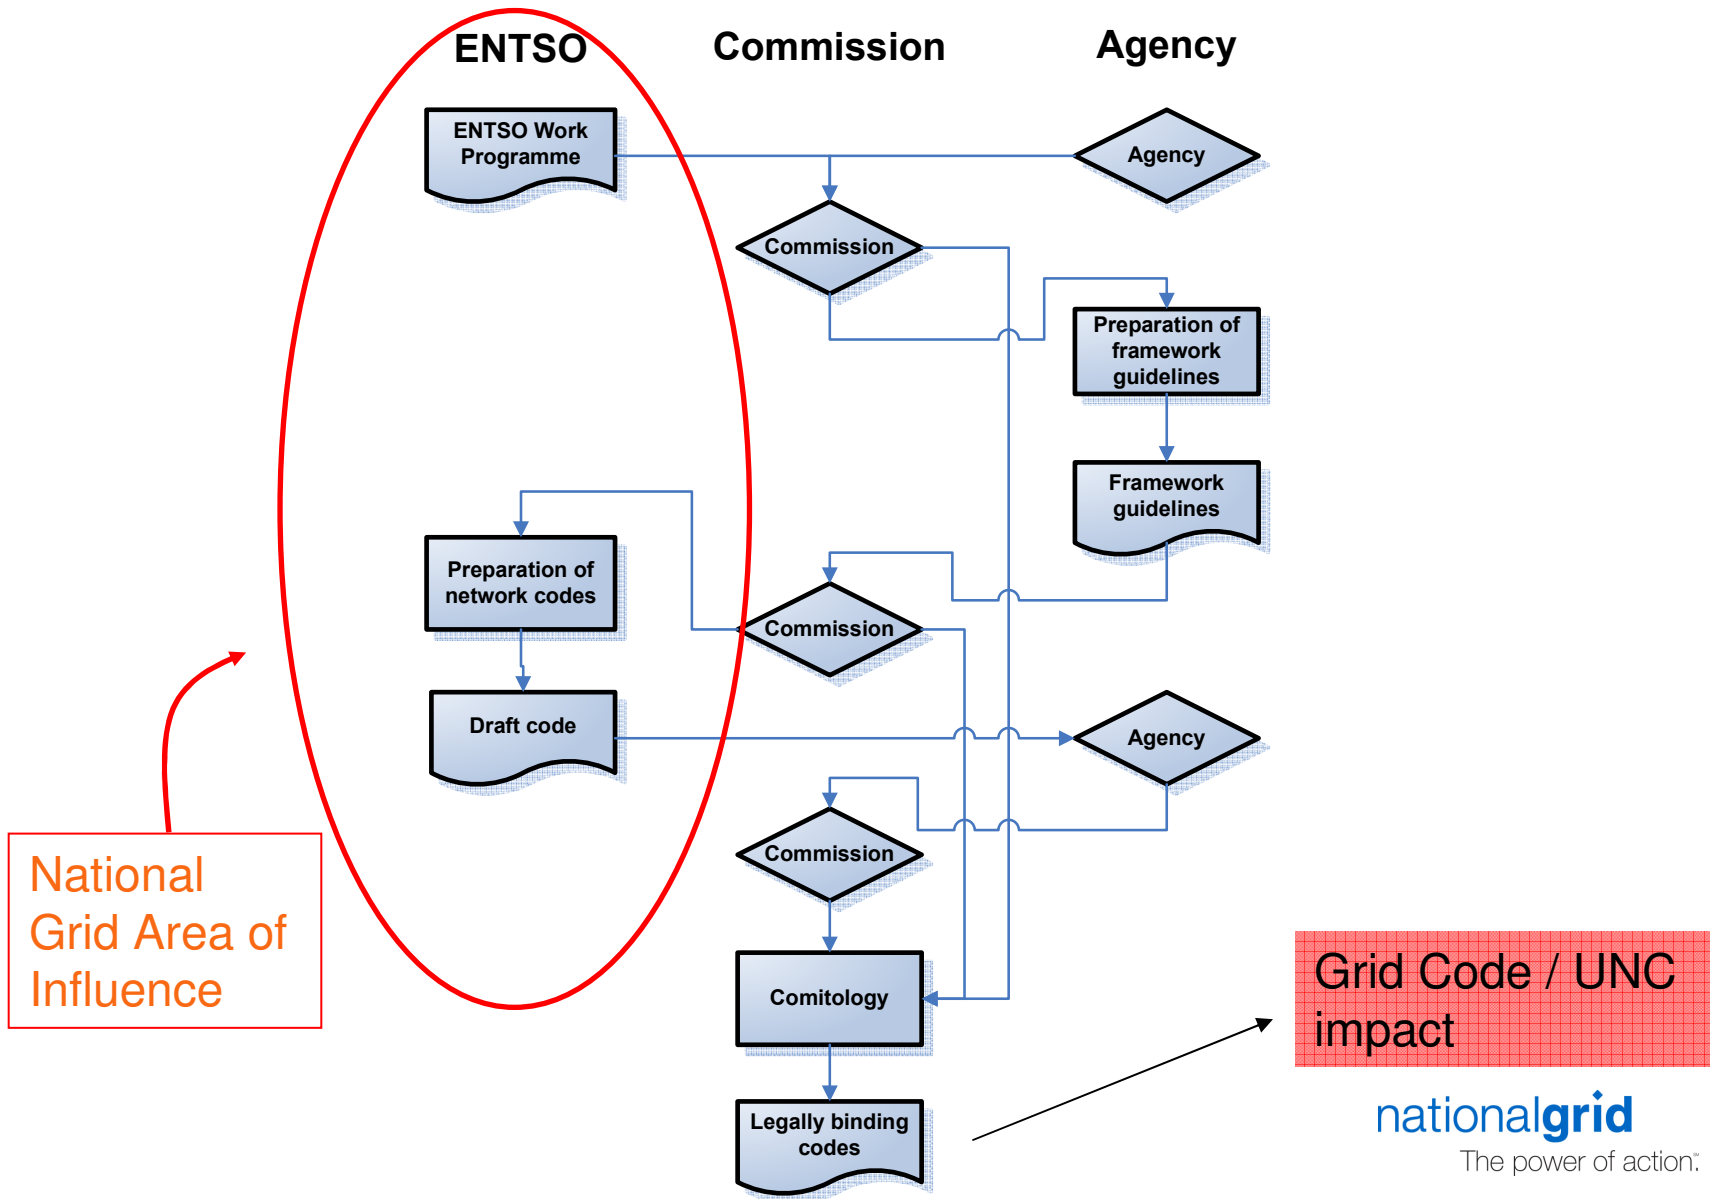 ENTSO
Commission
Agency
ENTSO Work
Programme
Agency
Commission
Preparation of
framework
guidelines
Framework
guidelines
Preparation of
network codes
Commission
Draft code
Agency
Commission
National
Grid Area of
Influence
Comitology
Grid Code / UNC
impact
Legally binding
codes
nationalgrid
The power of action.